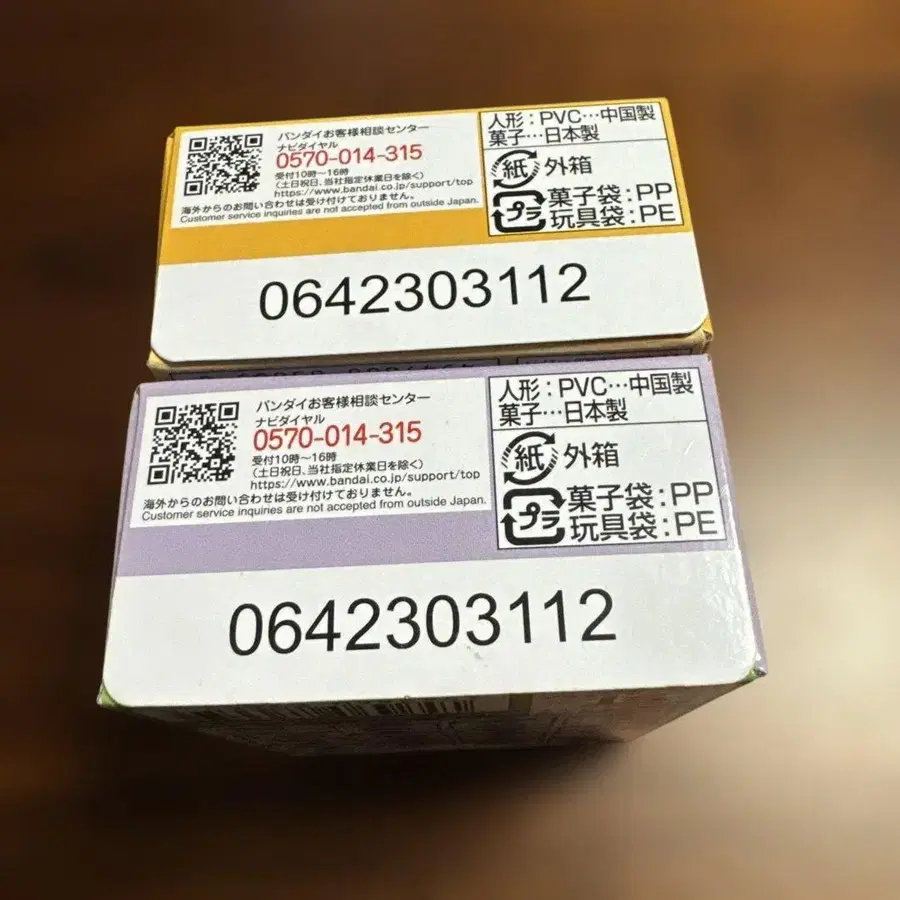 バンダイお客様相談センター
ナビダイヤル
0570-014-315
受付10時～16時
(土日祝日、当社指定休業日を除く)
https://www.bandai.co.jp/support/top
海外からのお問い合わせは受け付けておりません。
Customer service inquiries are not accepted from outside Japan.
人形：PVC…中国製
菓子…日本製
紙 外箱
プラ 菓子袋：PP
玩具袋：PE
0642303112
バンダイお客様相談センター
ナビダイヤル
0570-014-315
受付10時～16時
(土日祝日、当社指定休業日を除く)
https://www.bandai.co.jp/support/top
海外からのお問い合わせは受け付けておりません。
Customer service inquiries are not accepted from outside Japan.
人形：PVC…中国製
菓子…日本製
紙 外箱
プラ 菓子袋：PP
玩具袋：PE
0642303112